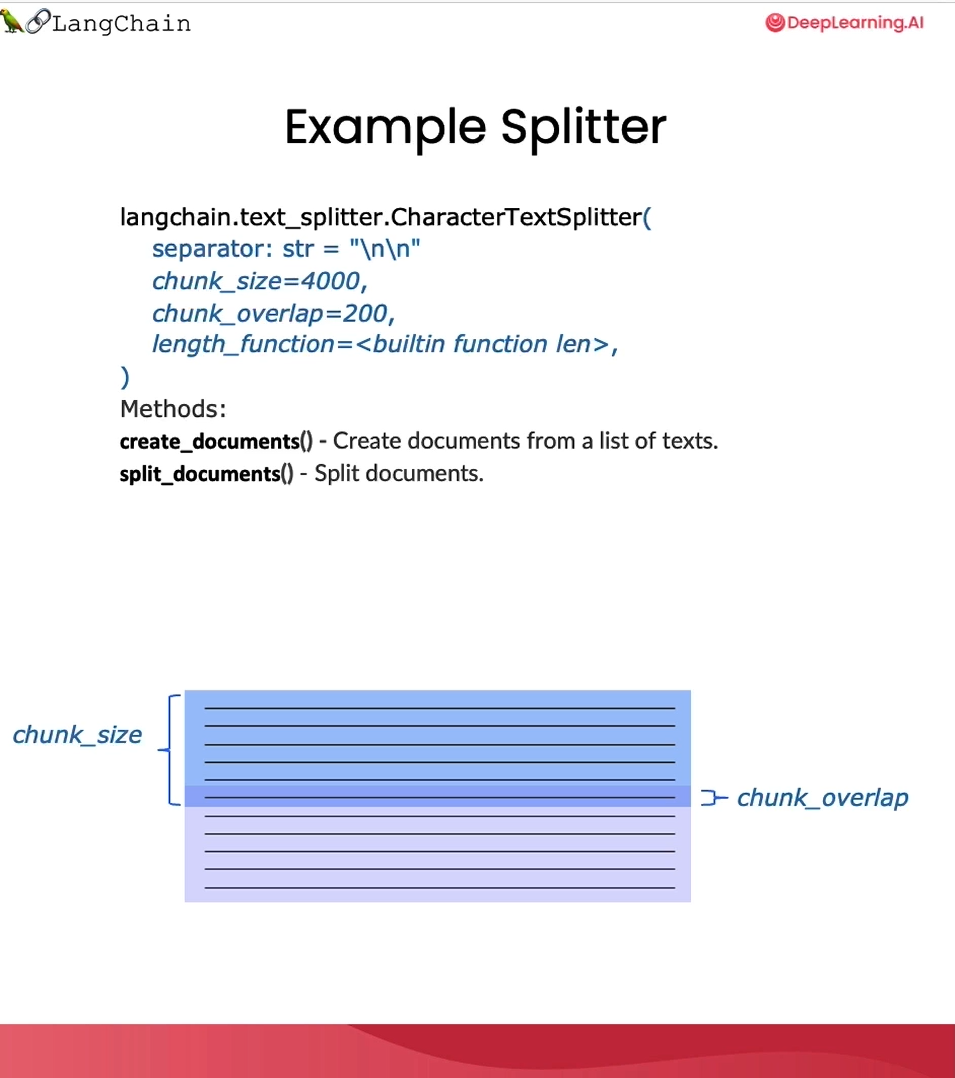 LangChain
DeepLearning.AI
Example Splitter
langchain.text_splitter.CharacterTextSplitter(
separator: str = "\n\n"
chunk_size=4000,
chunk_overlap=200,
length_function=<builtin function len>,
)
Methods:
create_documents() - Create documents from a list of texts.
split_documents() - Split documents.
chunk_size
chunk_overlap